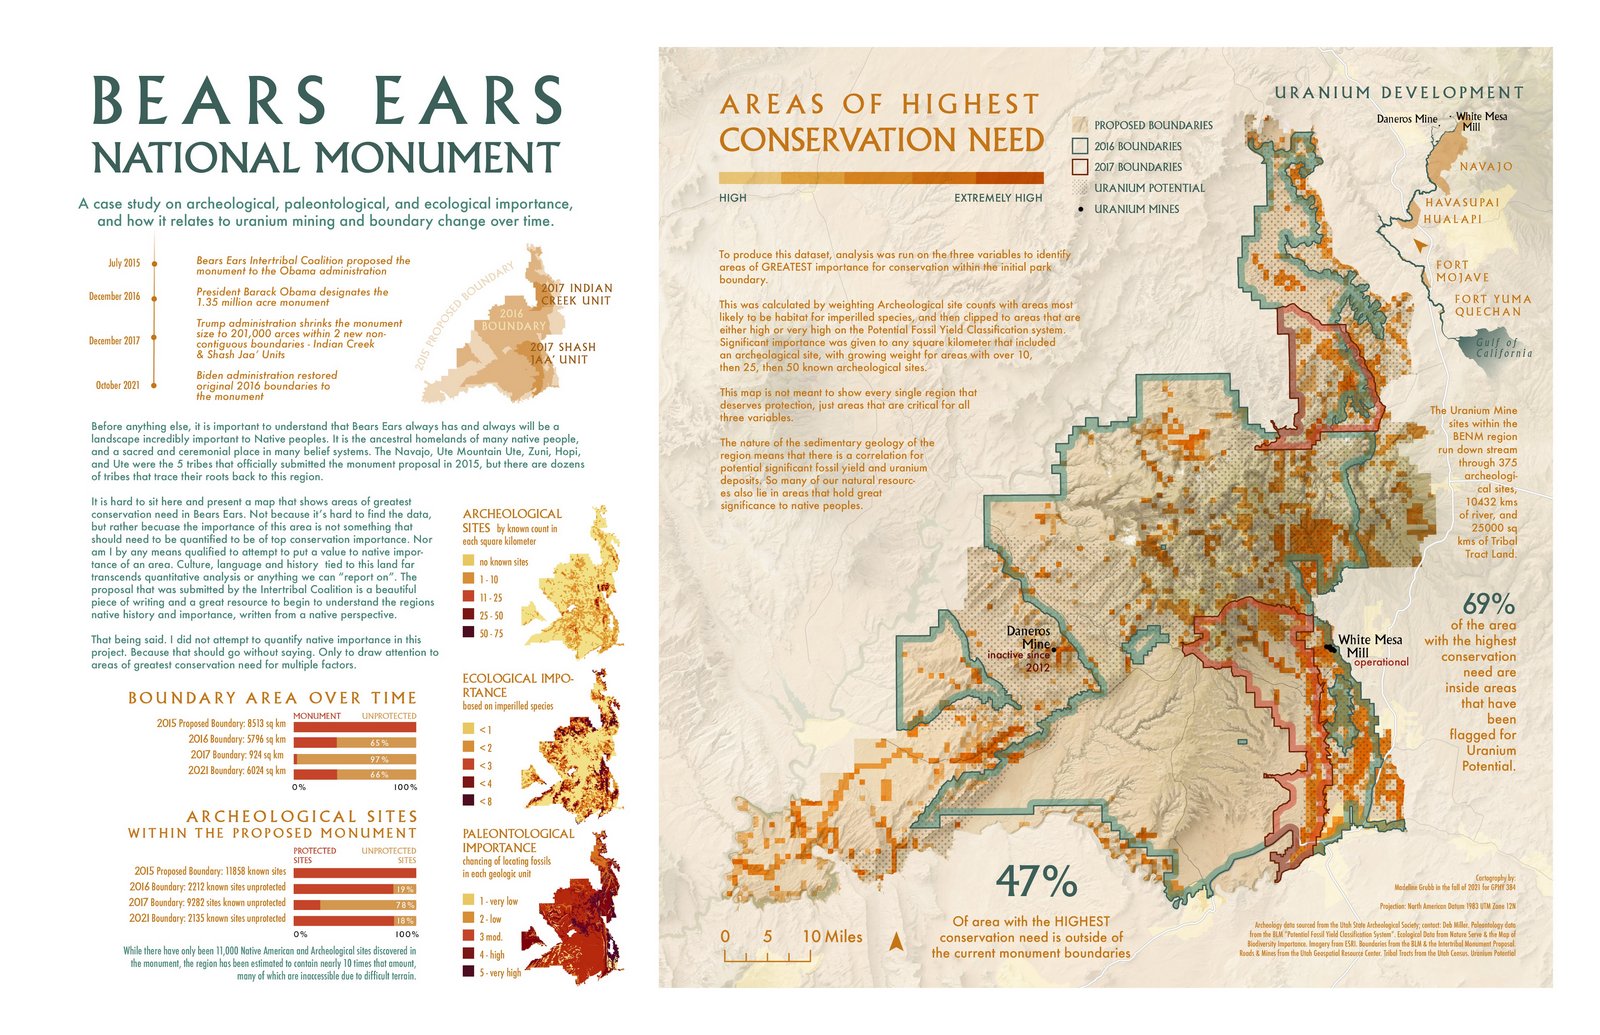 BEARS EARS
NATIONAL MONUMENT
A case study on archeological, paleontological, and ecological importance,
and how it relates to uranium mining and boundary change over time.
July 2015
Bears Ears Intertribal Coalition proposed the
monument to the Obama administration
December 2016
President Barack Obama designates the
1.35 million acre monument
December 2017
Trump administration shrinks the monument
size to 201,000 arces within 2 new non-
contiguous boundaries - Indian Creek
& Shash Jaa' Units
October 2021
Biden administration restored
original 2016 boundaries to
the monument
2015 PROPOSED BOUNDARY
2016
BOUNDARY
2017 INDIAN
CREEK UNIT
2017 SHASH
JAA' UNIT
Before anything else, it is important to understand that Bears Ears always has and always will be a
landscape incredibly important to Native peoples. It is the ancestral homelands of many native people,
and a sacred and ceremonial place in many belief systems. The Navajo, Ute Mountain Ute, Zuni, Hopi,
and Ute were the 5 tribes that officially submitted the monument proposal in 2015, but there are dozens
of tribes that trace their roots back to this region.
It is hard to sit here and present a map that shows areas of greatest
conservation need in Bears Ears. Not because it's hard to find the data,
but rather becuase the importance of this area is not something that
should need to be quantified to be of top conservation importance. Nor
am I by any means qualified to attempt to put a value to native impor-
tance of an area. Culture, language and history tied to this land far
transcends quantitative analysis or anything we can "report on". The
proposal that was submitted by the Intertribal Coalition is a beautiful
piece of writing and a great resource to begin to understand the regions
native history and importance, written from a native perspective.
That being said. I did not attempt to quantify native importance in this
project. Because that should go without saying. Only to draw attention to
areas of greatest conservation need for multiple factors.
BOUNDARY AREA OVER TIME
MONUMENT UNPROTECTED
2015 Proposed Boundary: 8513 sq km
2016 Boundary: 5796 sq km 65%
2017 Boundary: 924 sq km 97%
2021 Boundary: 6024 sq km 66%
0% 100%
ARCHEOLOGICAL SITES
WITHIN THE PROPOSED MONUMENT
PROTECTED UNPROTECTED
SITES SITES
2015 Proposed Boundary: 11858 known sites
2016 Boundary: 2212 known sites unprotected 19%
2017 Boundary: 9282 sites known unprotected 78%
2021 Boundary: 2135 known sites unprotected 18%
0% 100%
While there have only been 11,000 Native American and Archeological sites discovered in
the monument, the region has been estimated to contain nearly 10 times that amount,
many of which are inaccessible due to difficult terrain.
ARCHEOLOGICAL
SITES by known count in
each square kilometer
no known sites
1 - 10
11 - 25
25 - 50
50 - 75
ECOLOGICAL IMPO-
RTANCE
based on imperilled species
< 1
< 2
< 3
< 4
< 8
PALEONTOLOGICAL
IMPORTANCE
chancing of locating fossils
in each geologic unit
1 - very low
2 - low
3 mod.
4 - high
5 - very high
AREAS OF HIGHEST
CONSERVATION NEED
HIGH EXTREMELY HIGH
PROPOSED BOUNDARIES
2016 BOUNDARIES
2017 BOUNDARIES
URANIUM POTENTIAL
URANIUM MINES
To produce this dataset, analysis was run on the three variables to identify
areas of GREATEST importance for conservation within the initial park
boundary.
This was calculated by weighting Archeological site counts with areas most
likely to be habitat for imperilled species, and then clipped to areas that are
either high or very high on the Potential Fossil Yield Classification system.
Significant importance was given to any square kilometer that included
an archeological site, with growing weight for areas with over 10,
then 25, then 50 known archeological sites.
This map is not meant to show every single region that
deserves protection, just areas that are critical for all
three variables.
The nature of the sedimentary geology of the
region means that there is a correlation for
potential significant fossil yield and uranium
deposits. So many of our natural resourc-
es also lie in areas that hold great
significance to native peoples.
URANIUM DEVELOPMENT
Daneros Mine
White Mesa
Mill
NAVAJO
HAVASUPAI
HUALAPI
FORT
MOJAVE
FORT YUMA
QUECHAN
Gulf of
California
The Uranium Mine
sites within the
BENM region
run down stream
through 375
archeologi-
cal sites,
10432 kms
of river, and
25000 sq
kms of Tribal
Tract Land.
69%
of the area
with the highest
conservation
need are
inside areas
that have
been
flagged for
Uranium
Potential.
Daneros
Mine
inactive since
2012
White Mesa
Mill
operational
47%
Of area with the HIGHEST
conservation need is outside of
the current monument boundaries
0 5 10 Miles
Cartography by:
Madeline Grubb in the fall of 2021 for GPHY 384
Projection: North American Datum 1983 UTM Zone 12N
Archeology data sourced from the Utah State Archeological Society; contact: Deb Miller. Paleontology data
from the BLM "Potential Fossil Yield Classification System". Ecological Data from Nature Serve & the Map of
Biodiversity Importance. Imagery from ESRI. Boundaries from the BLM & the Intertribal Monument Proposal.
Roads & Mines from the Utah Geospatial Resource Center. Tribal Tracts from the Utah Census. Uranium Potential